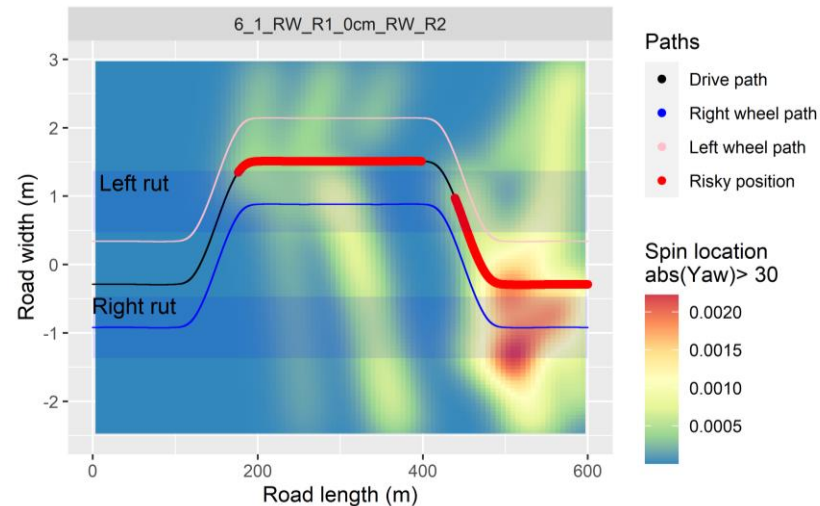 6_1_RW_R1_0cm_RW_R2
3
2
1
0
-1
-2
Road width (m)
Left rut
Right rut
0
200
400
600
Road length (m)
Paths
Drive path
Right wheel path
Left wheel path
Risky position
Spin location
abs(Yaw)> 30
0.0020
0.0015
0.0010
0.0005